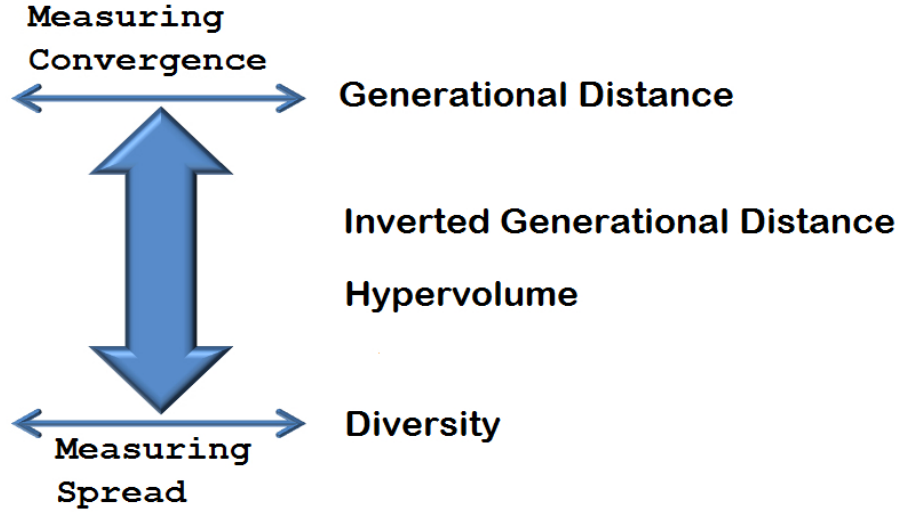 Measuring
Convergence
Generational Distance
Inverted Generational Distance
Hypervolume
Diversity
Measuring
Spread